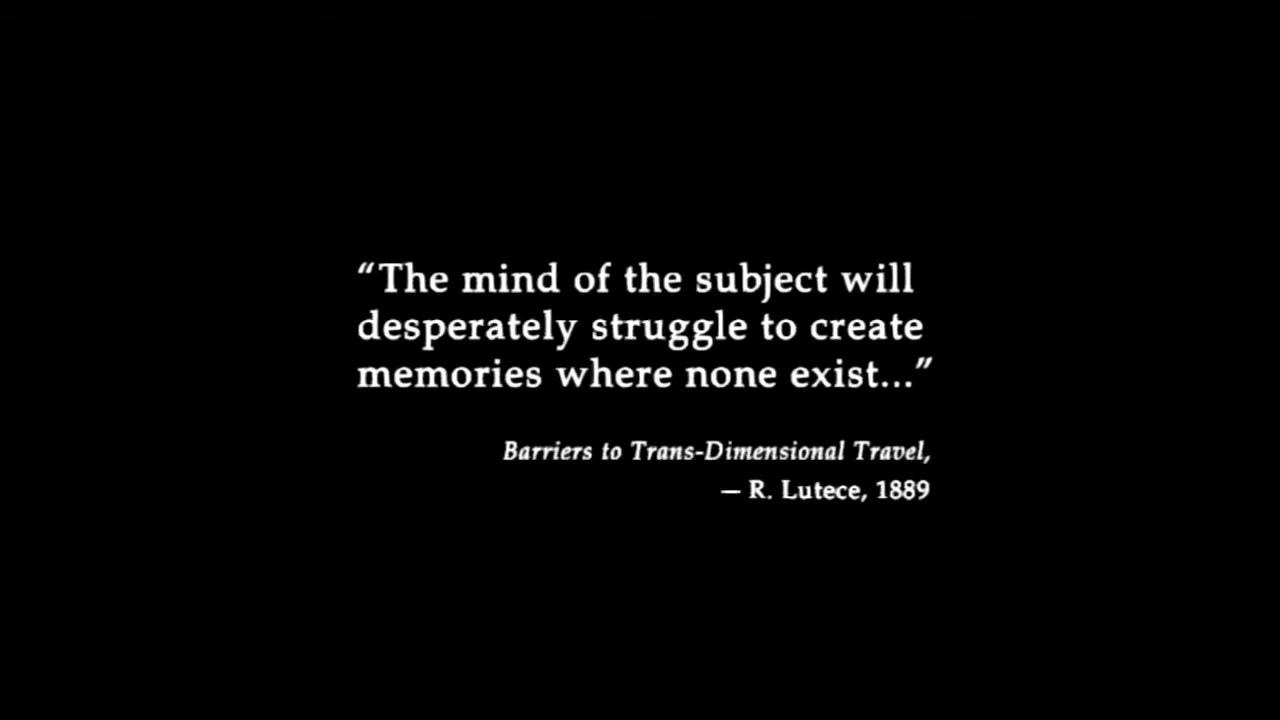 “The mind of the subject will
desperately struggle to create
memories where none exist...”
Barriers to Trans-Dimensional Travel,
— R. Lutece, 1889